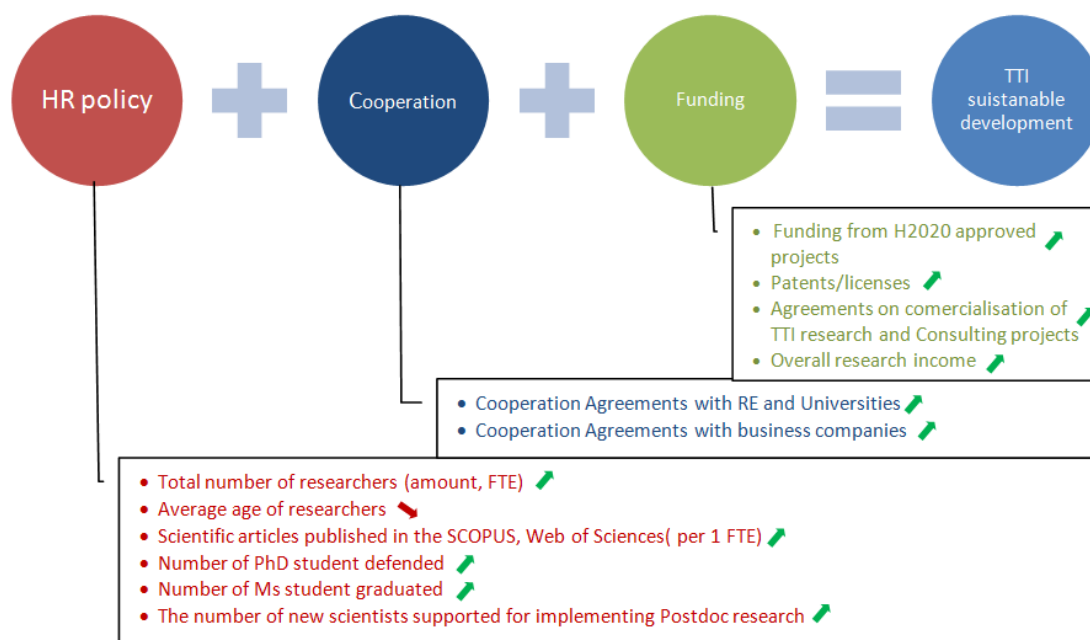 HR policy
Cooperation
Funding
TTI
suistanable
development
• Funding from H2020 approved
projects
• Patents/licenses
• Agreements on comercialisation of
TTI research and Consulting projects
• Overall research income
• Cooperation Agreements with RE and Universities
• Cooperation Agreements with business companies
• Total number of researchers (amount, FTE)
• Average age of researchers
• Scientific articles published in the SCOPUS, Web of Sciences( per 1 FTE)
• Number of PhD student defended
• Number of Ms student graduated
• The number of new scientists supported for implementing Postdoc research